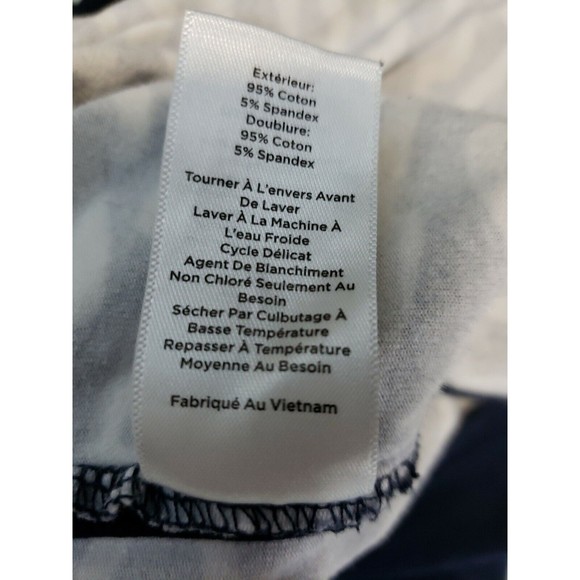 Extérieur:
95% Coton
5% Spandex
Doublure:
95% Coton
5% Spandex
Tourner À L'envers Avant
De Laver
Laver À La Machine À
L'eau Froide
Cycle Délicat
Agent De Blanchiment
Non Chloré Seulement Au
Besoin
Sécher Par Culbutage À
Basse Température
Repasser À Température
Moyenne Au Besoin
Fabriqué Au Vietnam